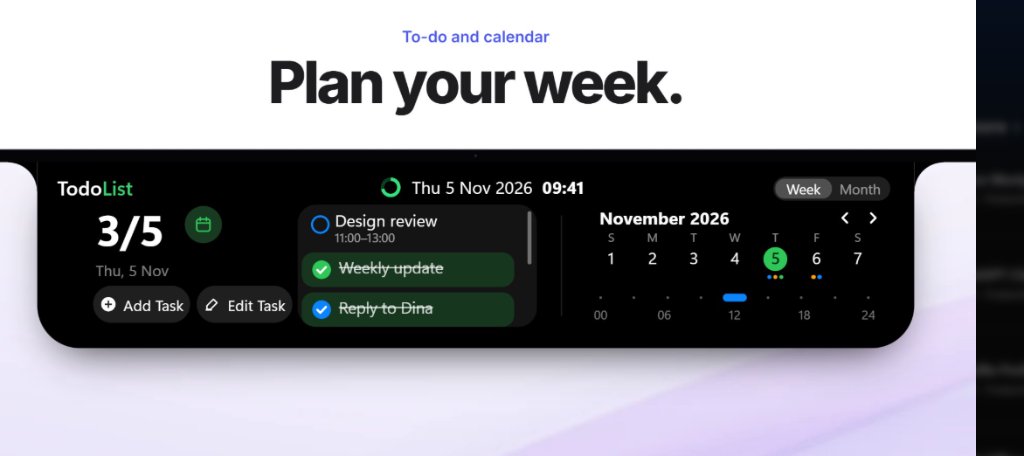 To-do and calendar
Plan your week.
TodoList
Thu 5 Nov 2026 09:41
Week Month
3/5
Thu, 5 Nov
Add Task Edit Task
Design review
11:00–13:00
Weekly update
Reply to Dina
November 2026
S M T W T F S
1 2 3 4 5 6 7
00 06 12 18 24